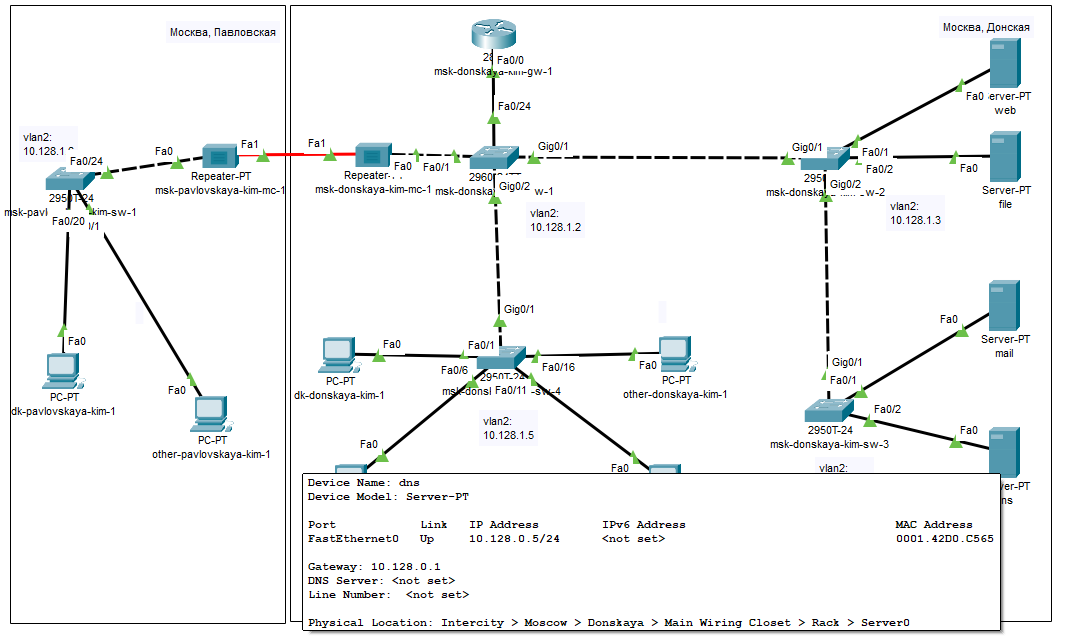 Москва, Павловская
Москва, Донская
Fa0/0
msk-donskaya-kim-gw-1
Fa0/24
vlan2:
10.128.1
Fa0/24
Fa0
Fa1
Fa1
Repeater-PT
msk-pavlovskaya-kim-mc-1
Fa0
Fa0/1
Repeater-
msk-donskaya-kim-mc-1
Gig0/1
Gig0/2
vlan2:
10.128.1.2
Gig0/1
Fa0/1
Fa0/2
Gig0/2
vlan2:
10.128.1.3
Fa0
web
Fa0
Server-PT
file
2950T-24
Fa0/20
Fa0
PC-PT
dk-pavlovskaya-kim-1
Fa0
PC-PT
other-pavlovskaya-kim-1
Gig0/1
Fa0
Fa0/1
Fa0/6
Fa0/11
Fa0/16
Fa0
PC-PT
dk-donskaya-kim-1
PC-PT
other-donskaya-kim-1
2950T-24
vlan2:
10.128.1.5
Fa0
Fa0
Gig0/1
Fa0/1
Fa0/2
2950T-24
msk-donskaya-kim-sw-3
vlan2:
Fa0
Server-PT
mail
Fa0
Device Name: dns
Device Model: Server-PT
Port Link IP Address IPv6 Address MAC Address
FastEthernet0 Up 10.128.0.5/24 <not set> 0001.42D0.C565
Gateway: 10.128.0.1
DNS Server: <not set>
Line Number: <not set>
Physical Location: Intercity > Moscow > Donskaya > Main Wiring Closet > Rack > Server0